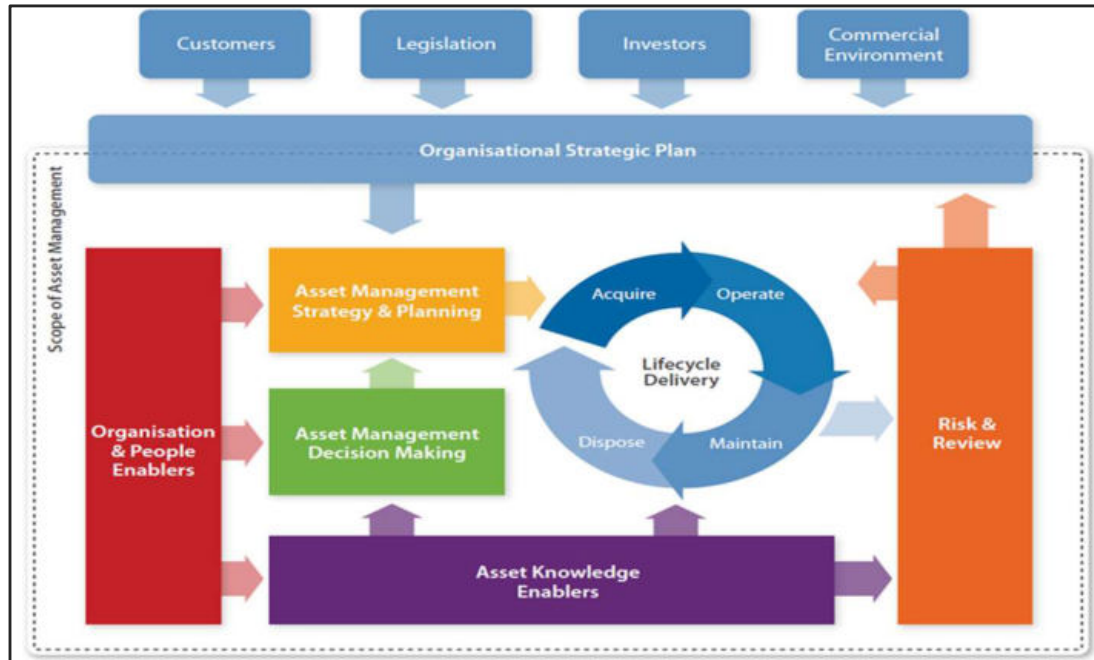 Customers
Legislation
Investors
Commercial
Environment
Organisational Strategic Plan
Scope of Asset Management
Asset Management
Strategy & Planning
Acquire
Operate
Lifecycle
Delivery
Organisation
& People
Enablers
Asset Management
Decision Making
Dispose
Maintain
Risk &
Review
Asset Knowledge
Enablers